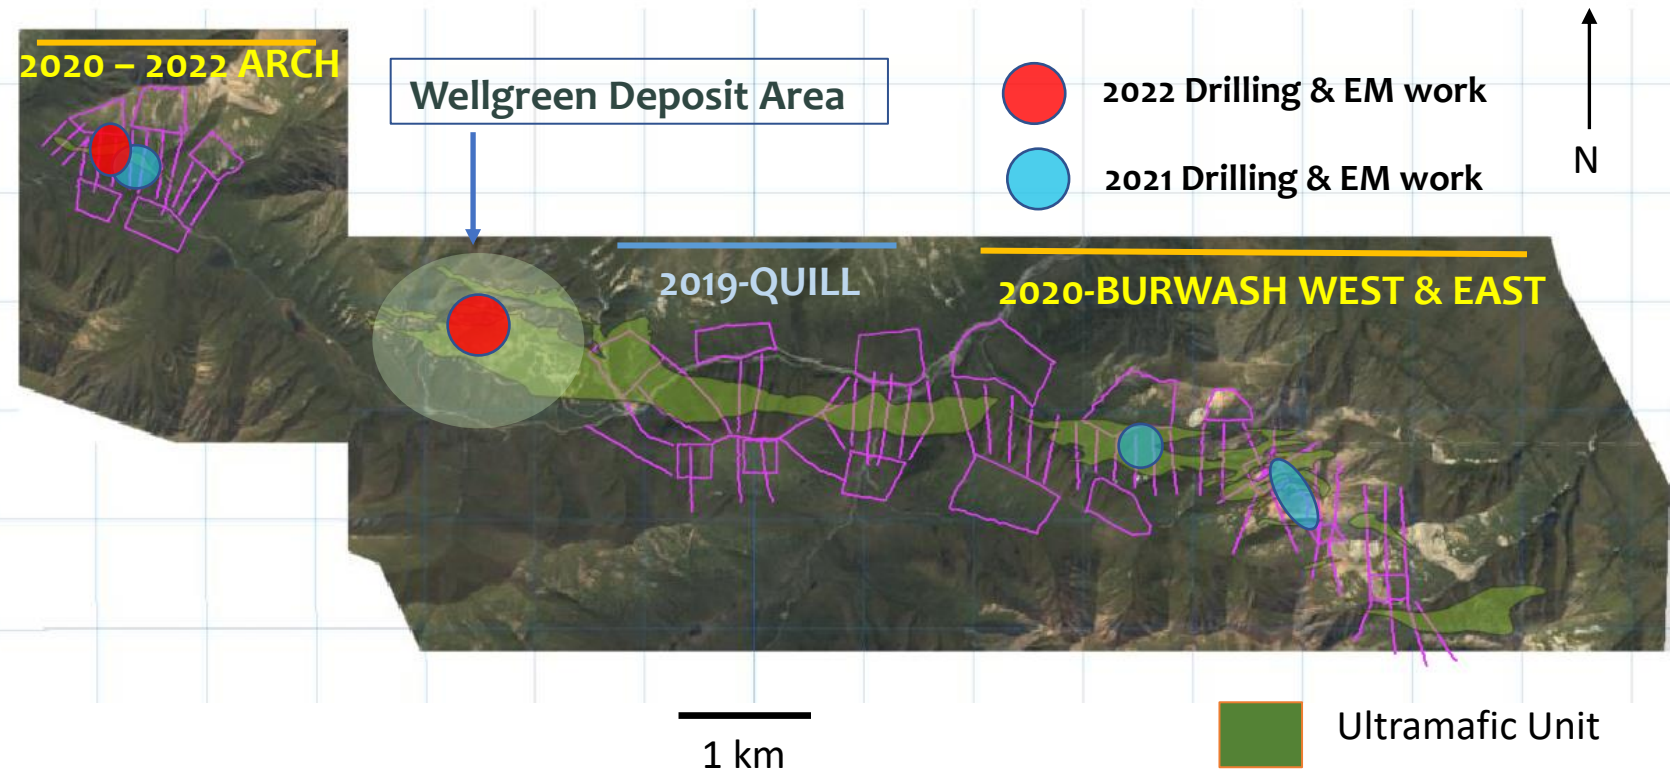 2020 – 2022 ARCH
Wellgreen Deposit Area
2022 Drilling & EM work
2021 Drilling & EM work
N
2019-QUILL
2020-BURWASH WEST & EAST
1 km
Ultramafic Unit